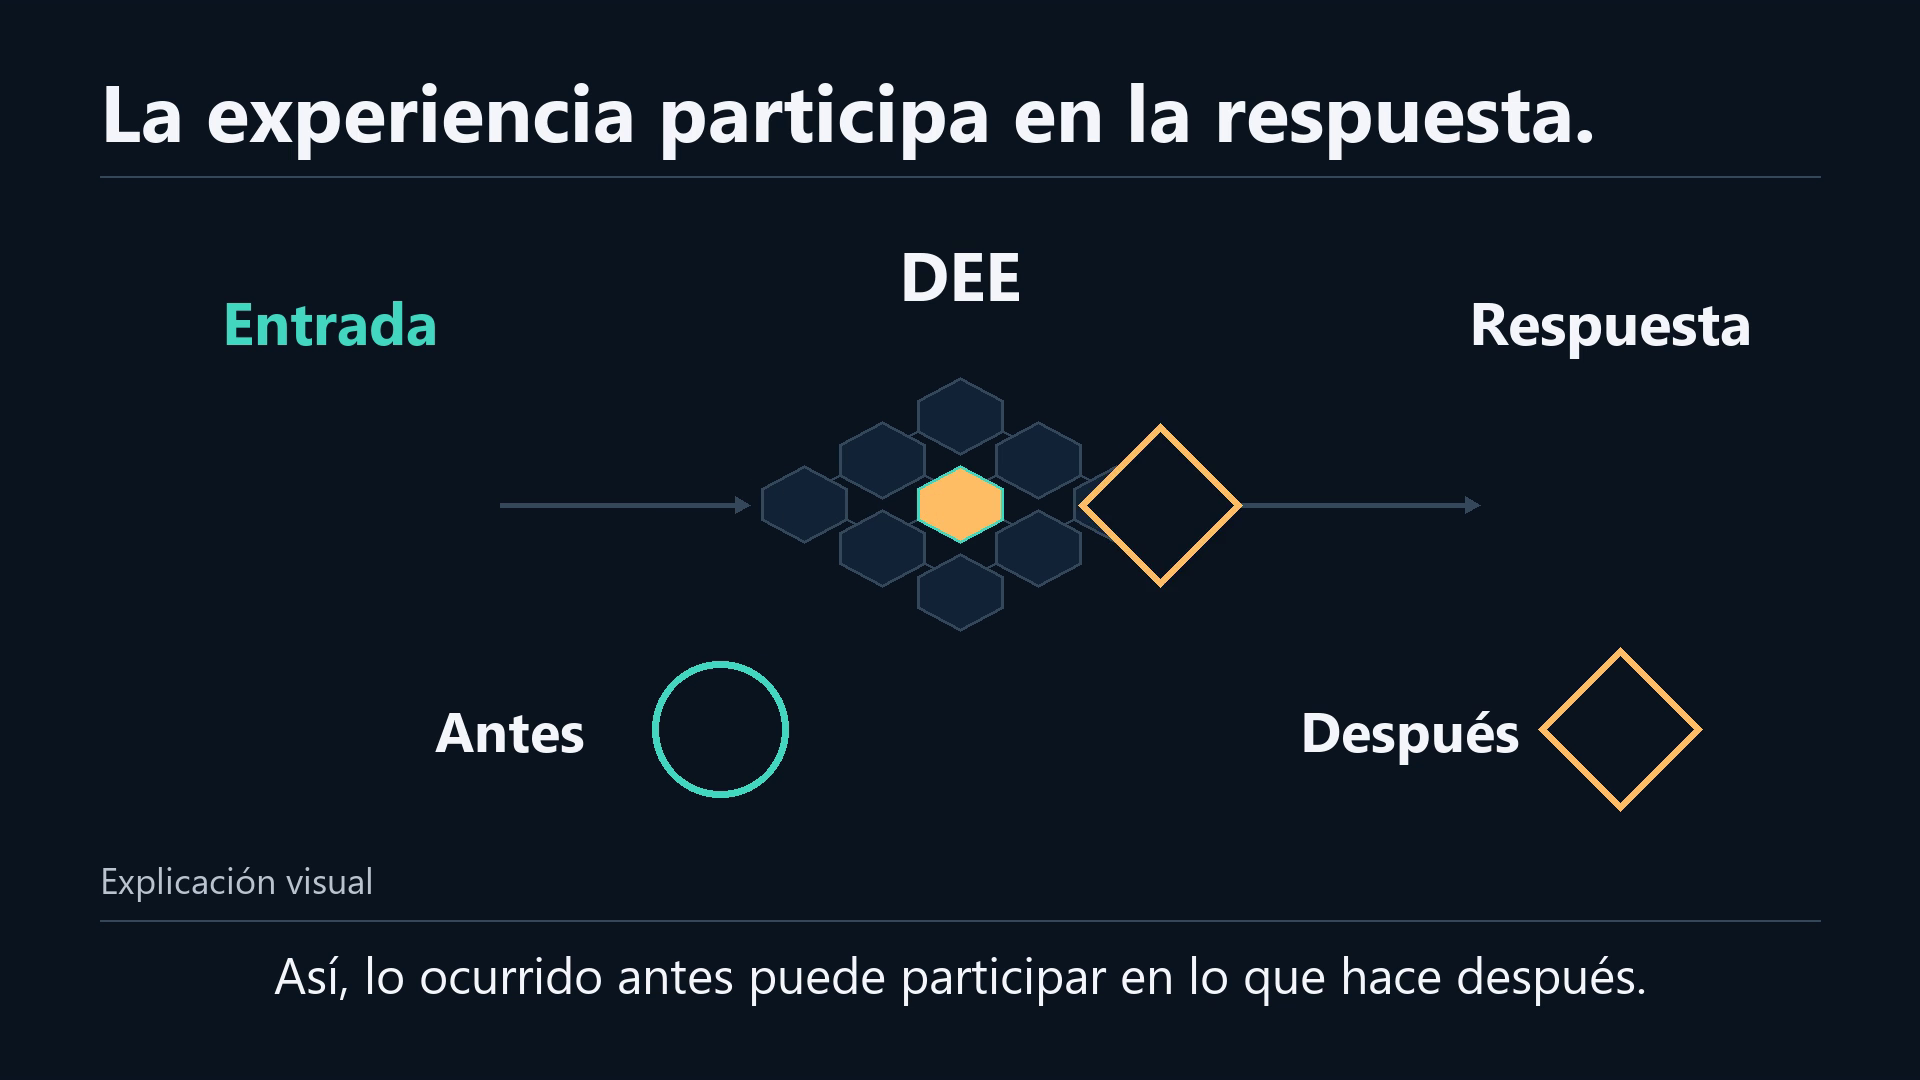 La experiencia participa en la respuesta.
DEE
Entrada
Respuesta
Antes
Después
Explicación visual
Así, lo ocurrido antes puede participar en lo que hace después.